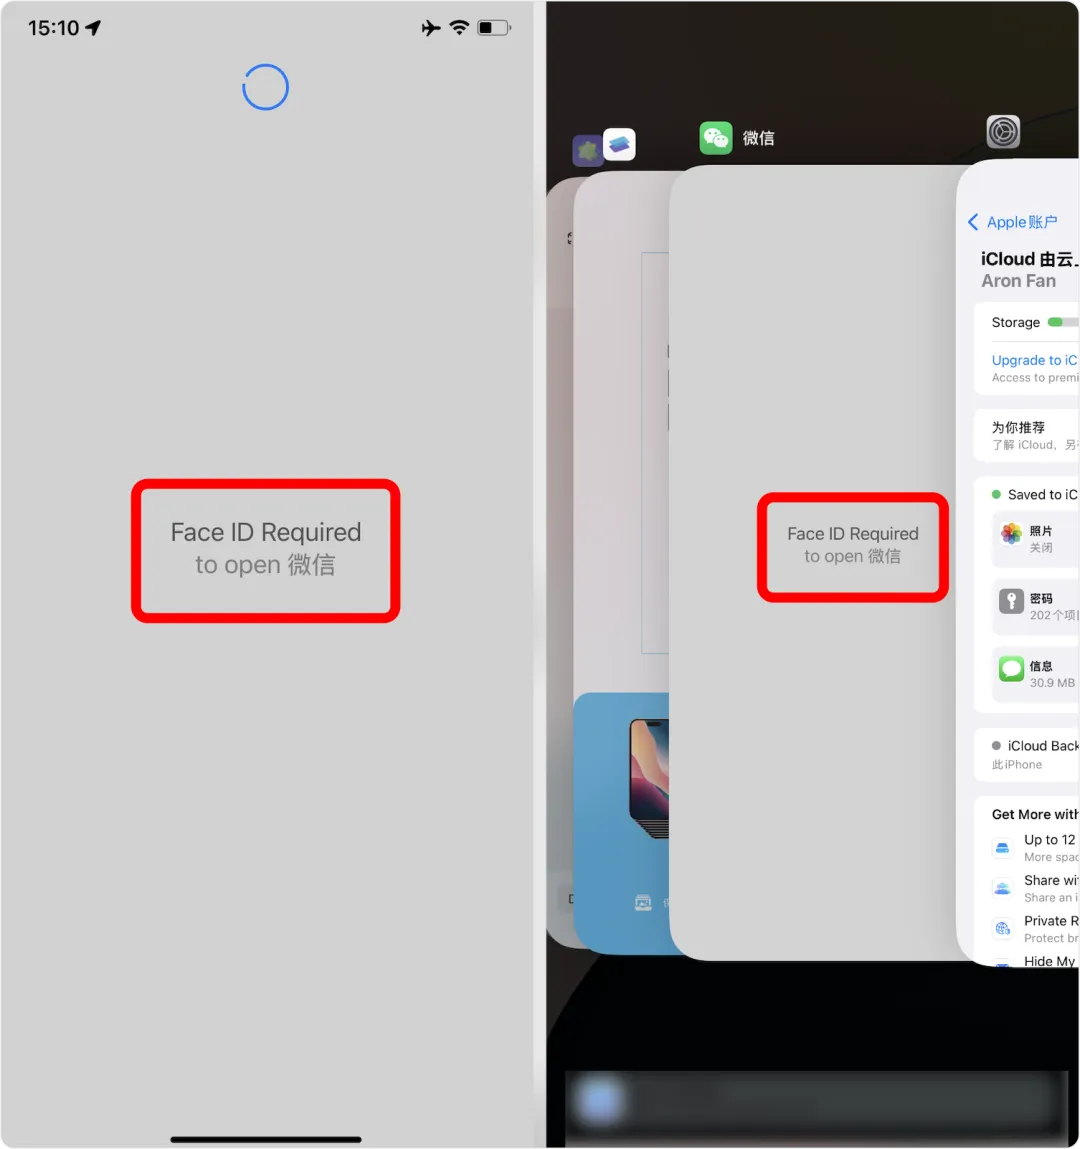 15:10
Face ID Required
to open 微信
微信
Face ID Required
to open 微信
Apple账户
iCloud 由云
Aron Fan
Storage
Upgrade to iC
Access to premi
为你推荐
了解 iCloud，另
Saved to iC
照片
关闭
密码
202个项
信息
30.9 MB
iCloud Back
此iPhone
Get More with
Up to 12
More spac
Share wi
Share an i
Private R
Protect br
Hide My